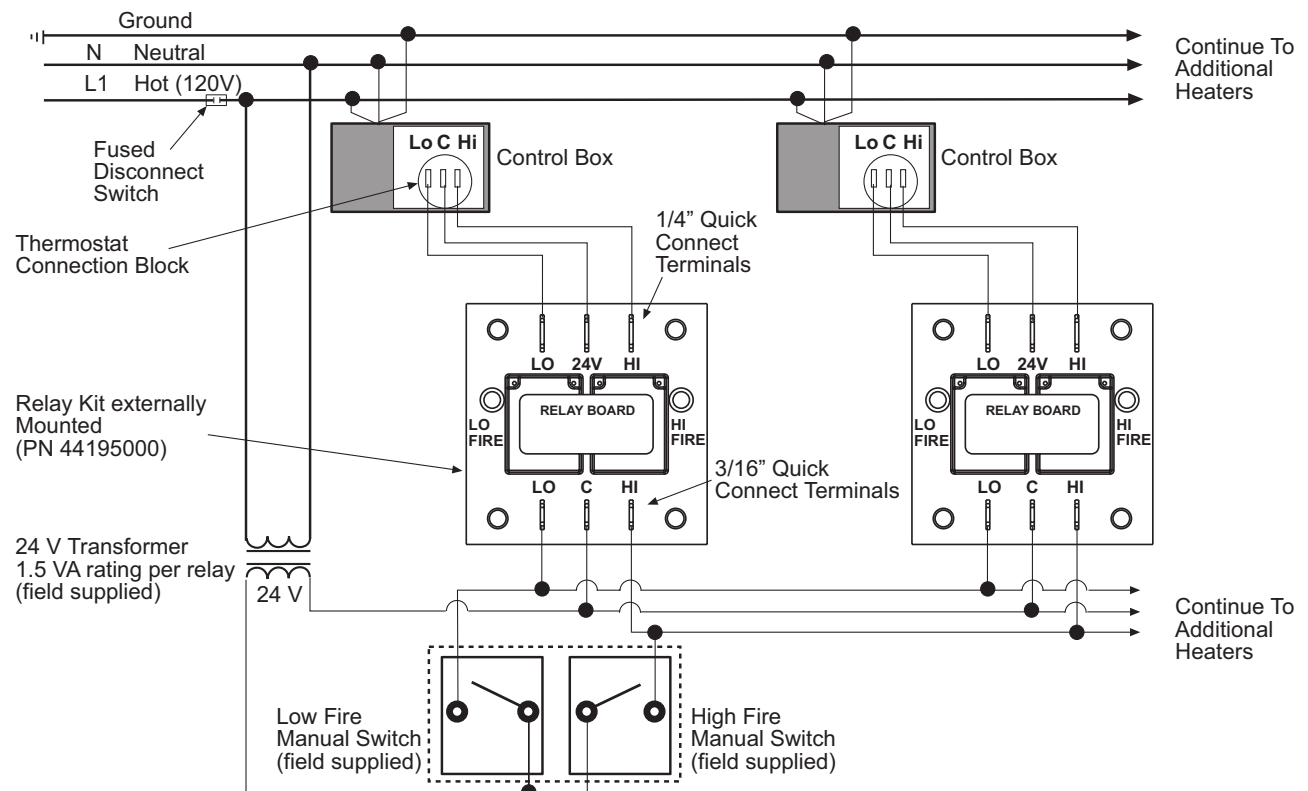 Ground
N Neutral
L1 Hot (120V)
Continue To
Additional
Heaters
Fused
Disconnect
Switch
Lo C Hi
Control Box
Lo C Hi
Control Box
Thermostat
Connection Block
1/4” Quick
Connect
Terminals
LO 24V HI
RELAY BOARD
LO
FIRE
HI
FIRE
LO C HI
LO 24V HI
RELAY BOARD
LO
FIRE
HI
FIRE
LO C HI
Relay Kit externally
Mounted
(PN 44195000)
3/16” Quick
Connect Terminals
24 V Transformer
1.5 VA rating per relay
(field supplied)
24 V
Continue To
Additional
Heaters
Low Fire
Manual Switch
(field supplied)
High Fire
Manual Switch
(field supplied)